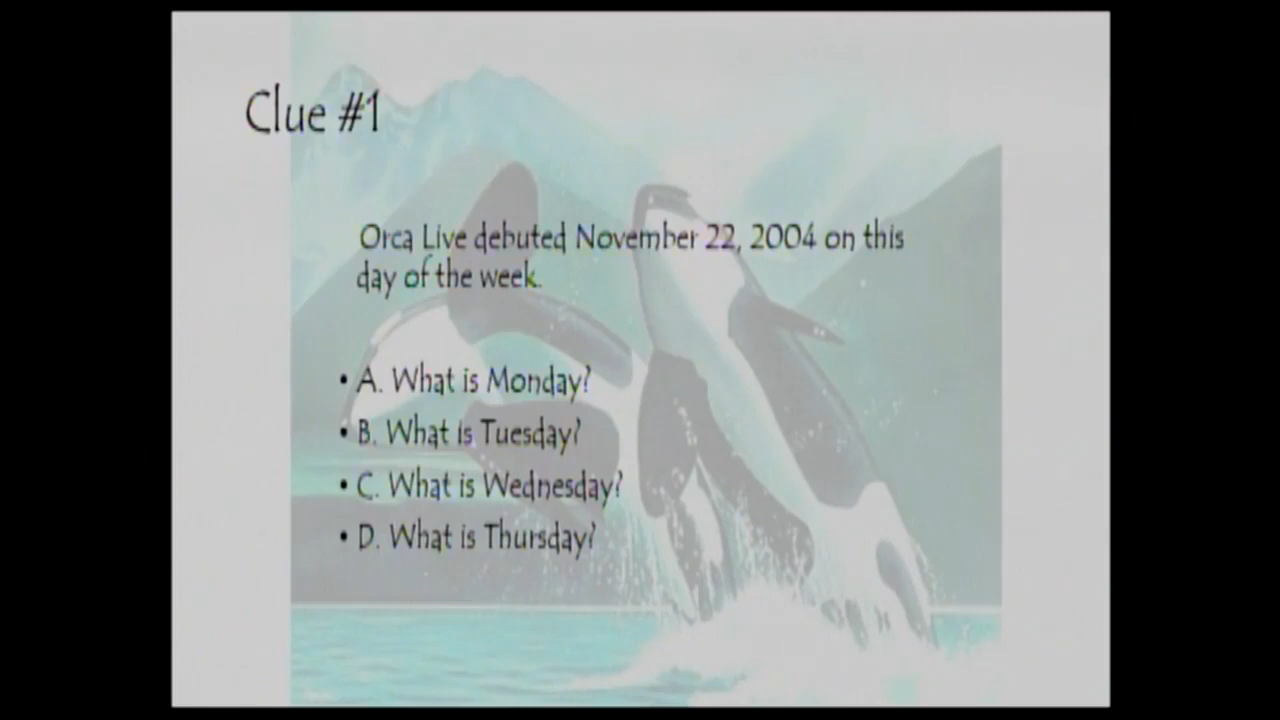 Clue #1
Orca Live debuted November 22, 2004 on this
day of the week.
• A. What is Monday?
• B. What is Tuesday?
• C. What is Wednesday?
• D. What is Thursday?